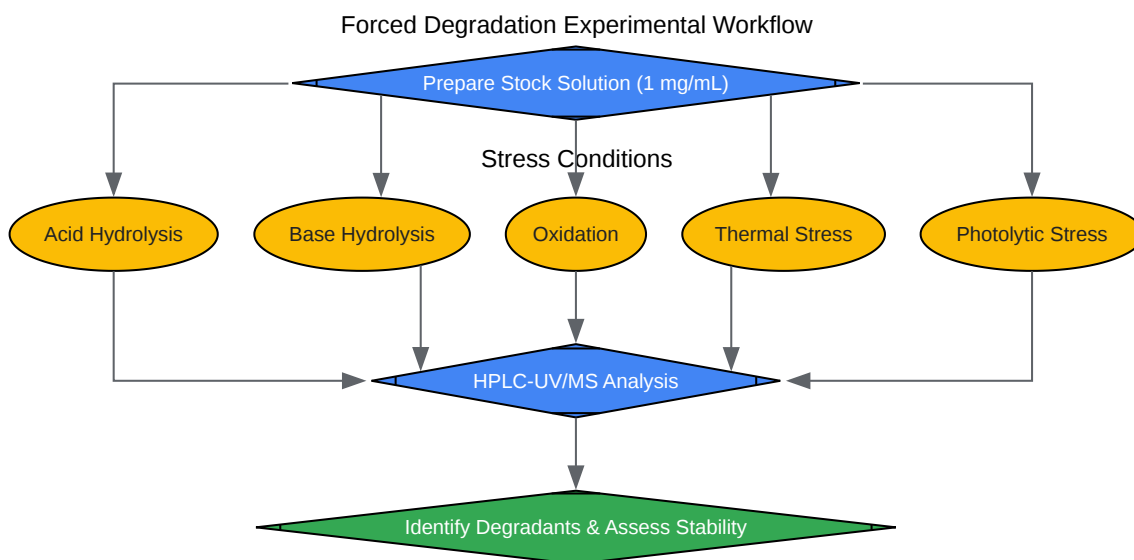 Forced Degradation Experimental Workflow
Prepare Stock Solution (1 mg/mL)
Stress Conditions
Acid Hydrolysis
Base Hydrolysis
Oxidation
Thermal Stress
Photolytic Stress
HPLC-UV/MS Analysis
Identify Degradants & Assess Stability